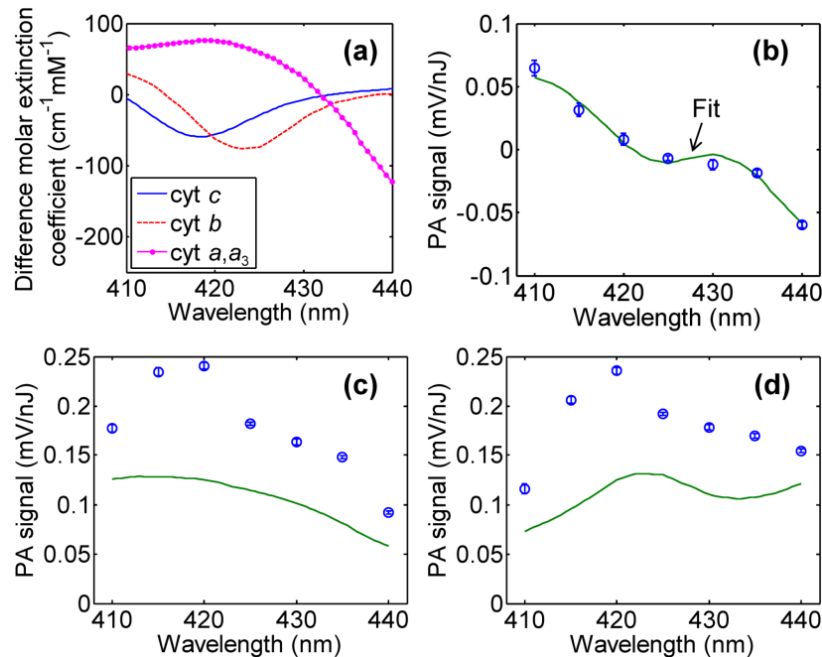 Difference molar extinction
coefficient (cm⁻¹mM⁻¹)
100
0
-100
-200
(a)
cyt c
cyt b
cyt a,a₃
410
420
430
440
Wavelength (nm)
PA signal (mV/nJ)
0.1
0.05
0
-0.05
-0.1
(b)
Fit
410
420
430
440
Wavelength (nm)
PA signal (mV/nJ)
0.25
0.2
0.15
0.1
0.05
0
(c)
410
420
430
440
Wavelength (nm)
PA signal (mV/nJ)
0.25
0.2
0.15
0.1
0.05
0
(d)
410
420
430
440
Wavelength (nm)